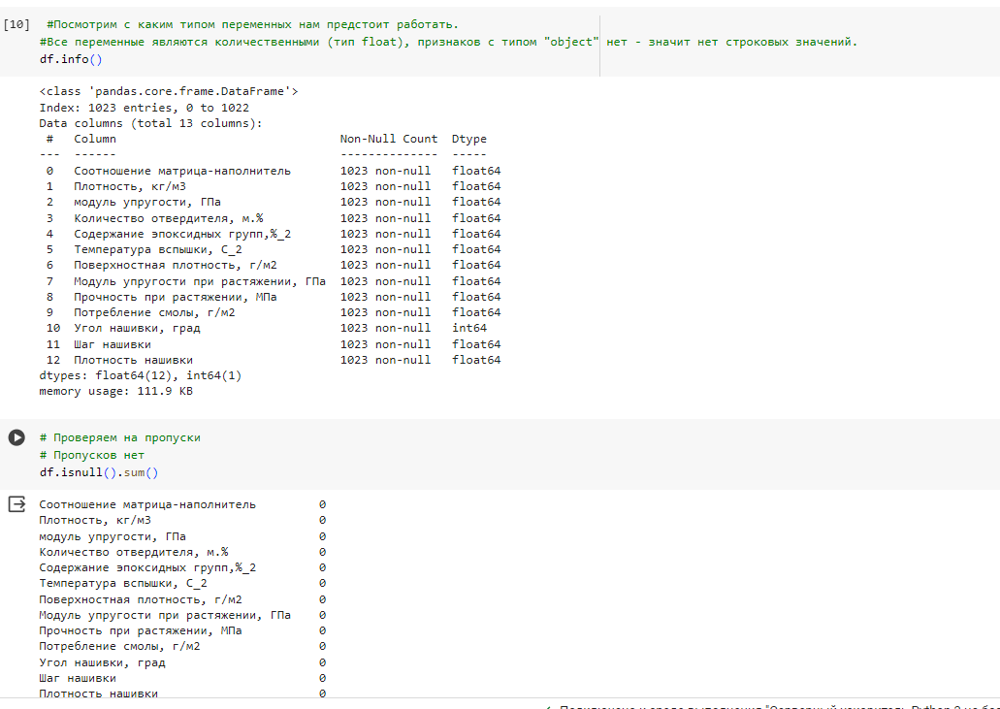 [10] #Посмотрим с каким типом переменных нам предстоит работать.
#Все переменные являются количественными (тип float), признаков с типом "object" нет - значит нет строковых значений.
df.info()
<class 'pandas.core.frame.DataFrame'>
Index: 1023 entries, 0 to 1022
Data columns (total 13 columns):
# Column Non-Null Count Dtype
--- ------ -------------- -----
0 Соотношение матрица-наполнитель 1023 non-null float64
1 Плотность, кг/м3 1023 non-null float64
2 модуль упругости, ГПа 1023 non-null float64
3 Количество отвердителя, м.% 1023 non-null float64
4 Содержание эпоксидных групп,%_2 1023 non-null float64
5 Температура вспышки, С_2 1023 non-null float64
6 Поверхностная плотность, г/м2 1023 non-null float64
7 Модуль упругости при растяжении, ГПа 1023 non-null float64
8 Прочность при растяжении, МПа 1023 non-null float64
9 Потребление смолы, г/м2 1023 non-null float64
10 Угол нашивки, град 1023 non-null int64
11 Шаг нашивки 1023 non-null float64
12 Плотность нашивки 1023 non-null float64
dtypes: float64(12), int64(1)
memory usage: 111.9 KB
# Проверяем на пропуски
# Пропусков нет
df.isnull().sum()
Соотношение матрица-наполнитель 0
Плотность, кг/м3 0
модуль упругости, ГПа 0
Количество отвердителя, м.% 0
Содержание эпоксидных групп,%_2 0
Температура вспышки, С_2 0
Поверхностная плотность, г/м2 0
Модуль упругости при растяжении, ГПа 0
Прочность при растяжении, МПа 0
Потребление смолы, г/м2 0
Угол нашивки, град 0
Шаг нашивки 0
Плотность нашивки 0